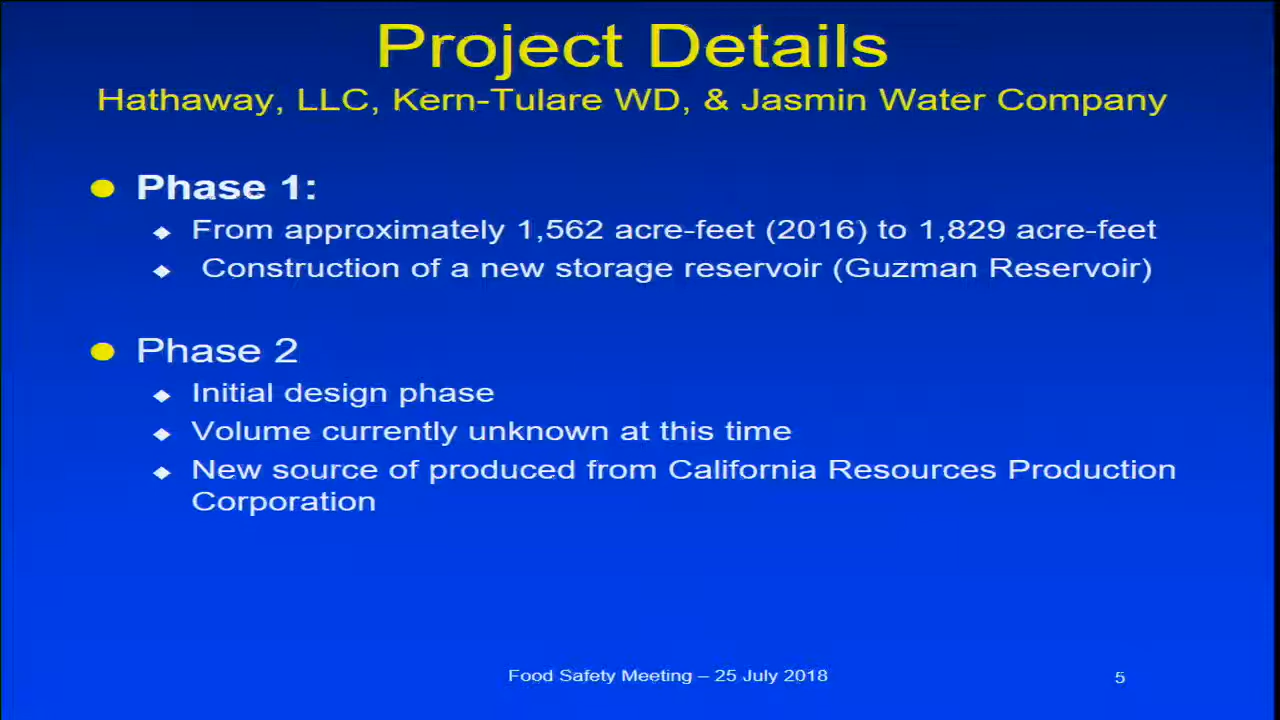 Project Details
Hathaway, LLC, Kern-Tulare WD, & Jasmin Water Company
Phase 1:
From approximately 1,562 acre-feet (2016) to 1,829 acre-feet
Construction of a new storage reservoir (Guzman Reservoir)
Phase 2
Initial design phase
Volume currently unknown at this time
New source of produced from California Resources Production
Corporation
Food Safety Meeting – 25 July 2018
5